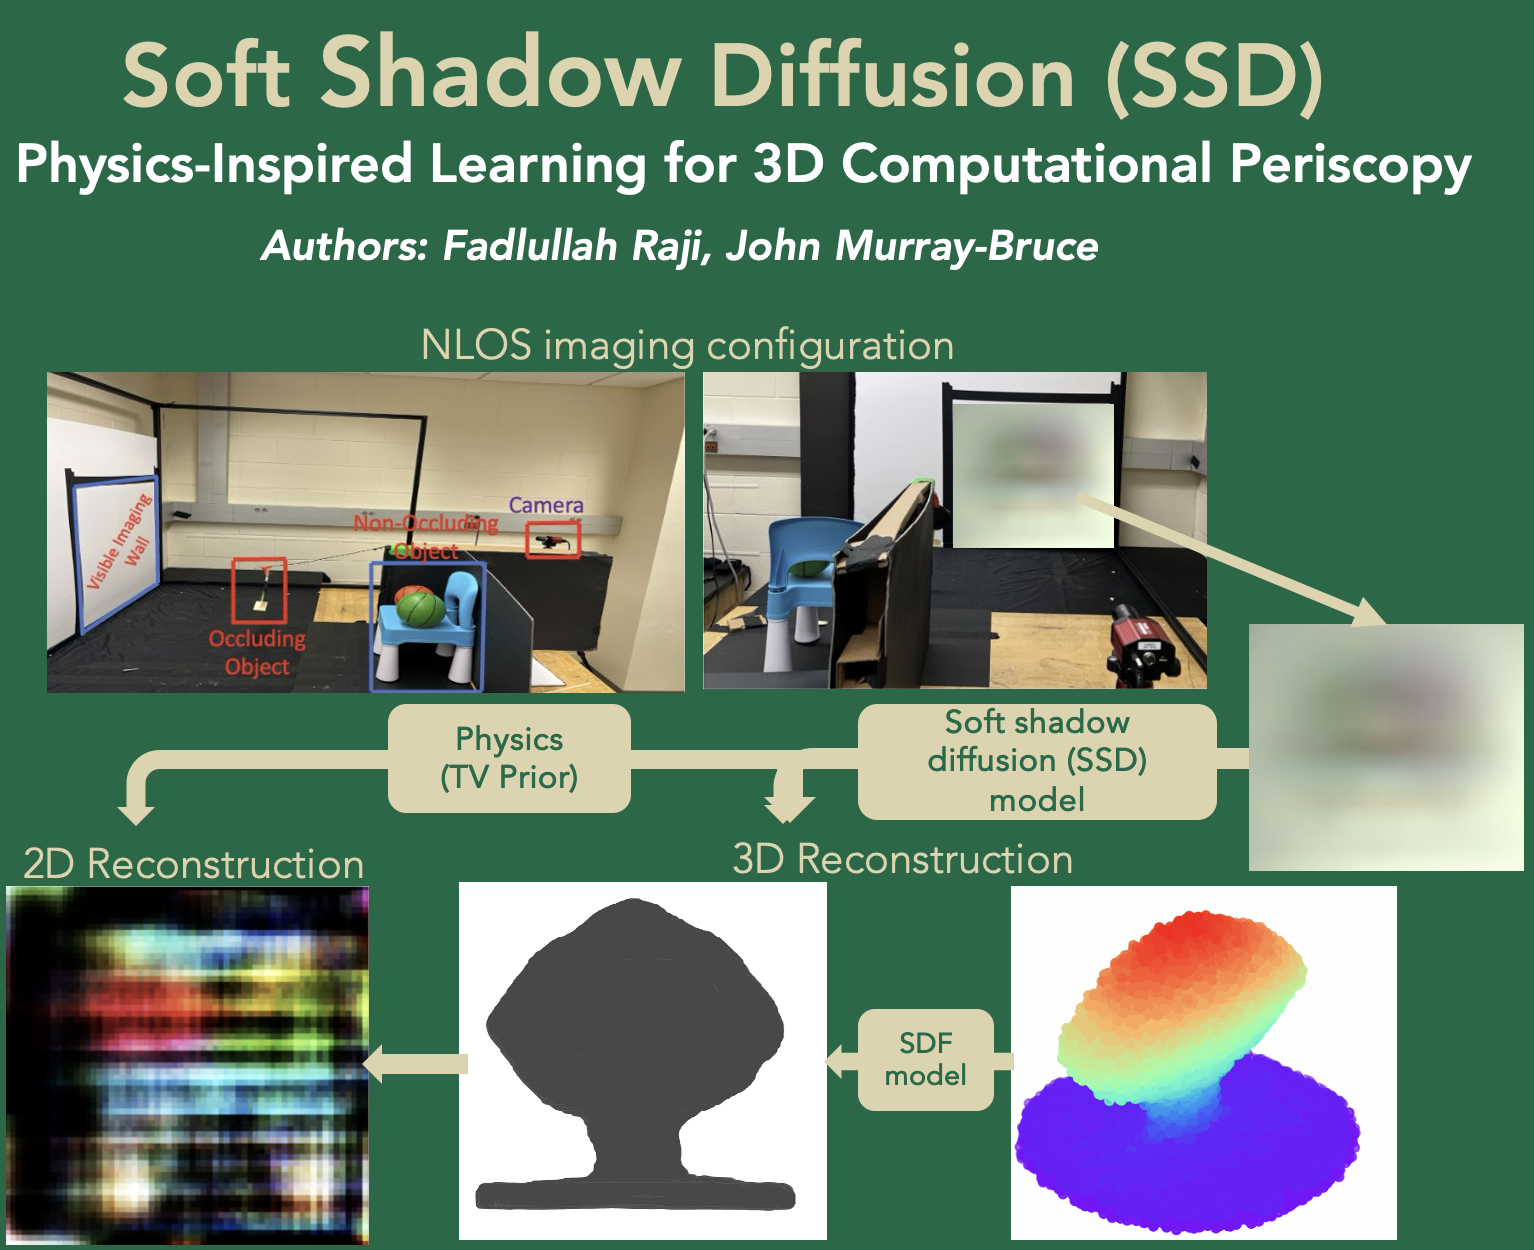 Soft Shadow Diffusion (SSD)
Physics-Inspired Learning for 3D Computational Periscopy
Authors: Fadlullah Raji, John Murray-Bruce
NLOS imaging configuration
Visible Imaging
Wall
Camera
Non-Occluding
Object
Occluding
Object
Physics
(TV Prior)
Soft shadow
diffusion (SSD)
model
2D Reconstruction
3D Reconstruction
SDF
model